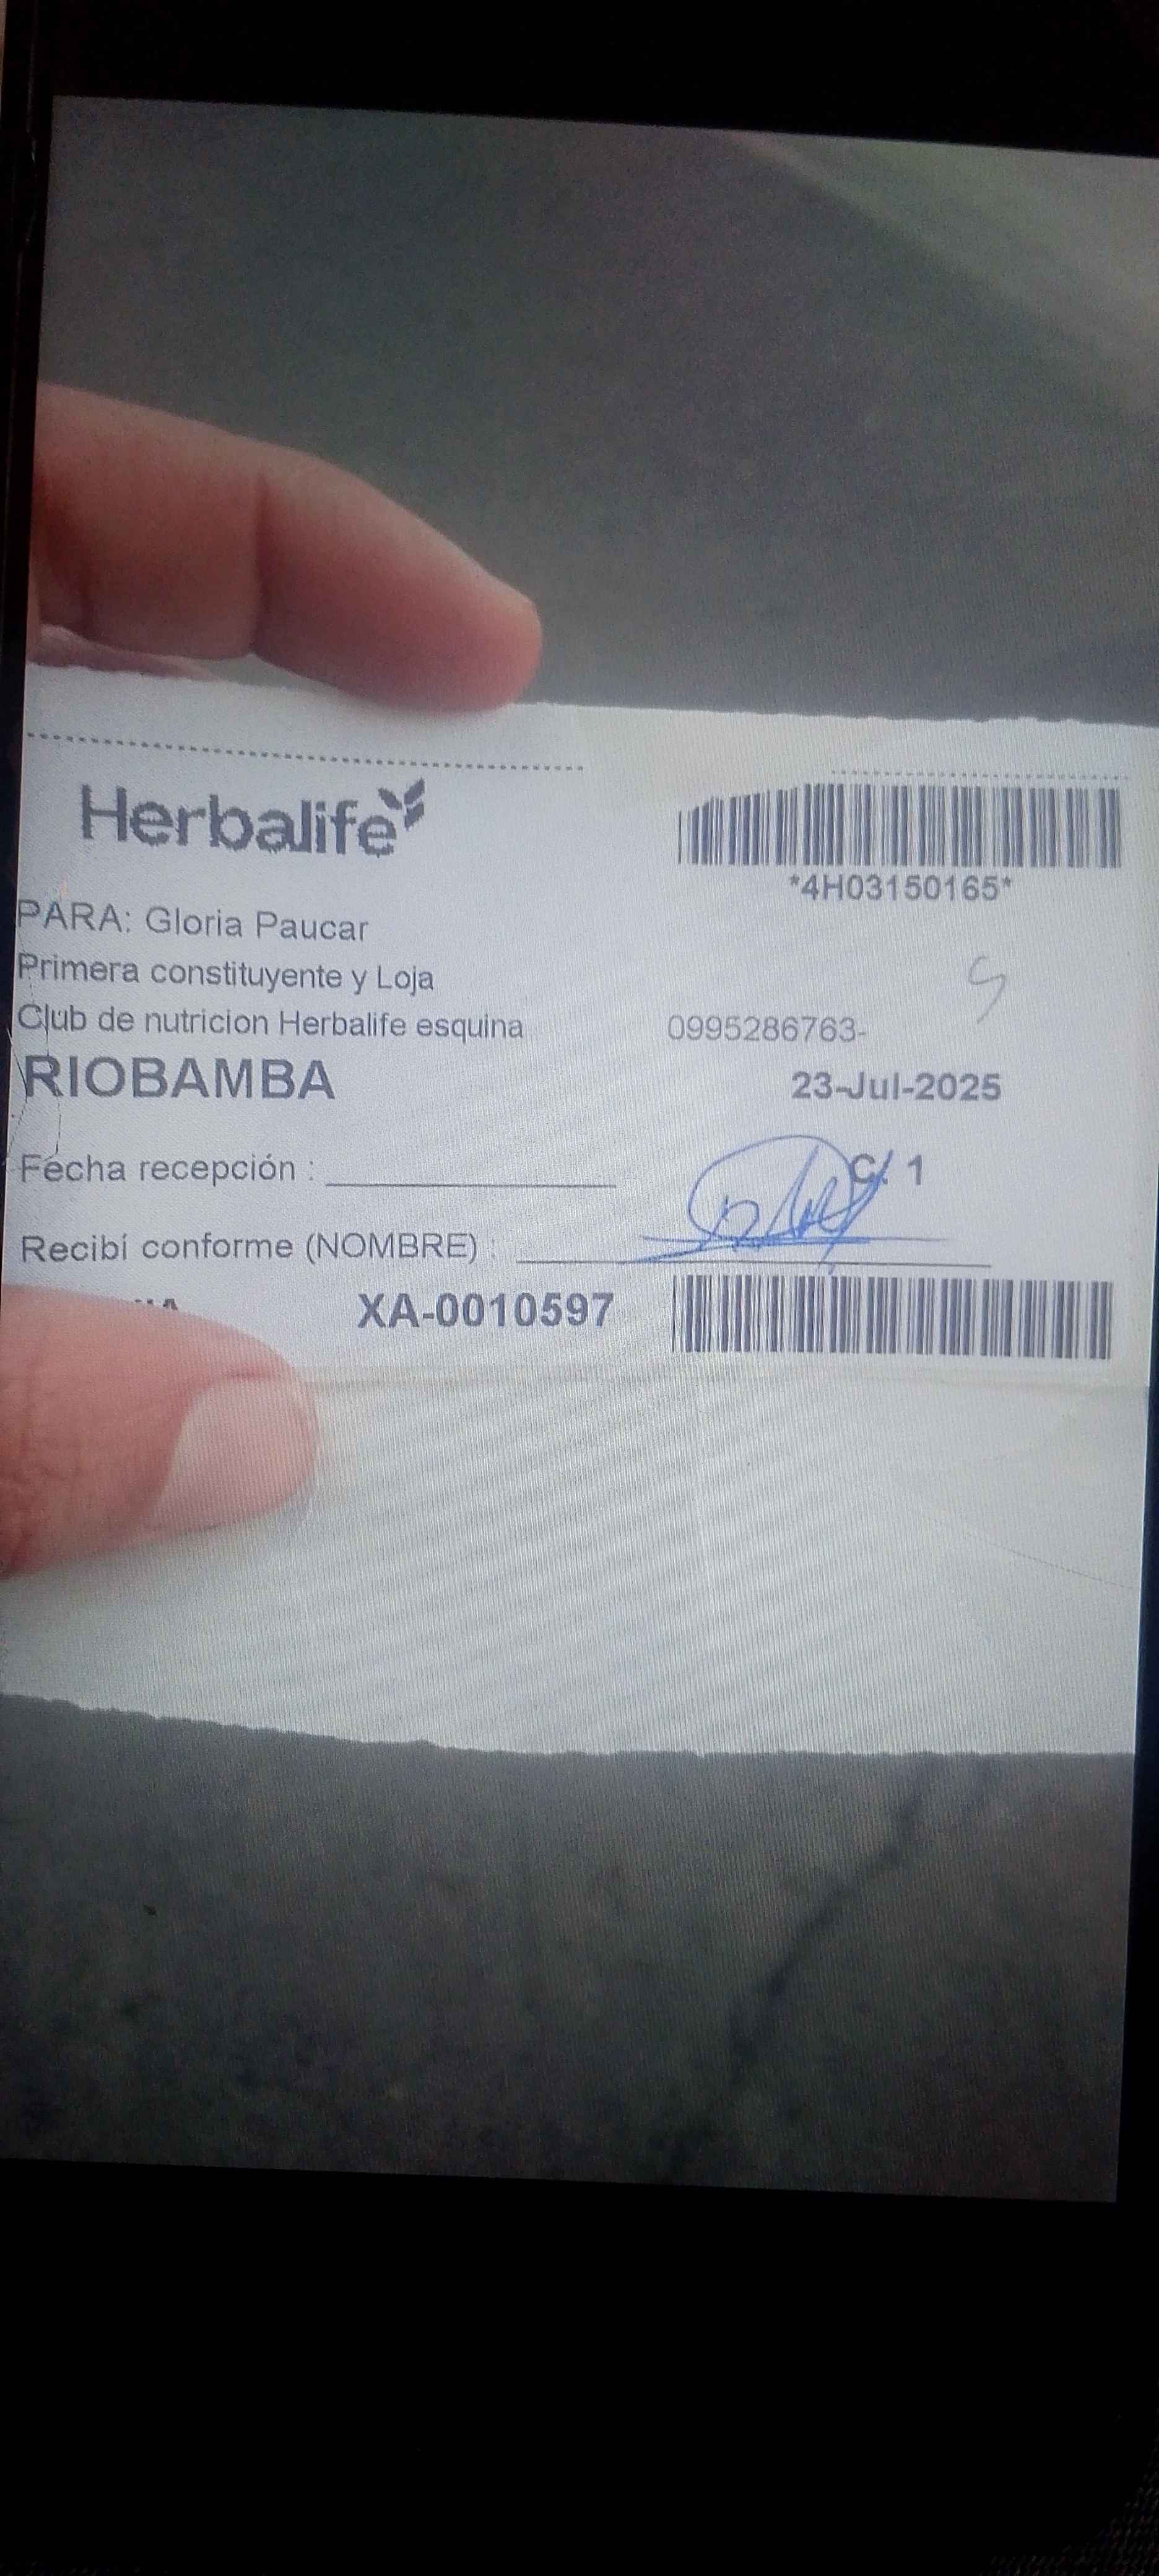 Herbalife
*4H03150165*
PARA: Gloria Paucar
Primera constituyente y Loja
Club de nutricion Herbalife esquina 0995286763-
RIOBAMBA 23-Jul-2025
Fecha recepción : C/. 1
Recibí conforme (NOMBRE) :
XA-0010597